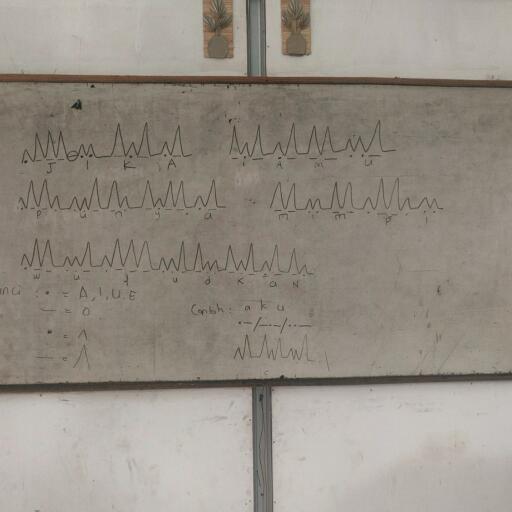 J I K A K A M U
P U N Y A M I M P I
W U J U D K A N
nci : • = A, I, U, E
— = O
• = ʌ
— = Λ
Contoh : a k u
•—/—•—/••—